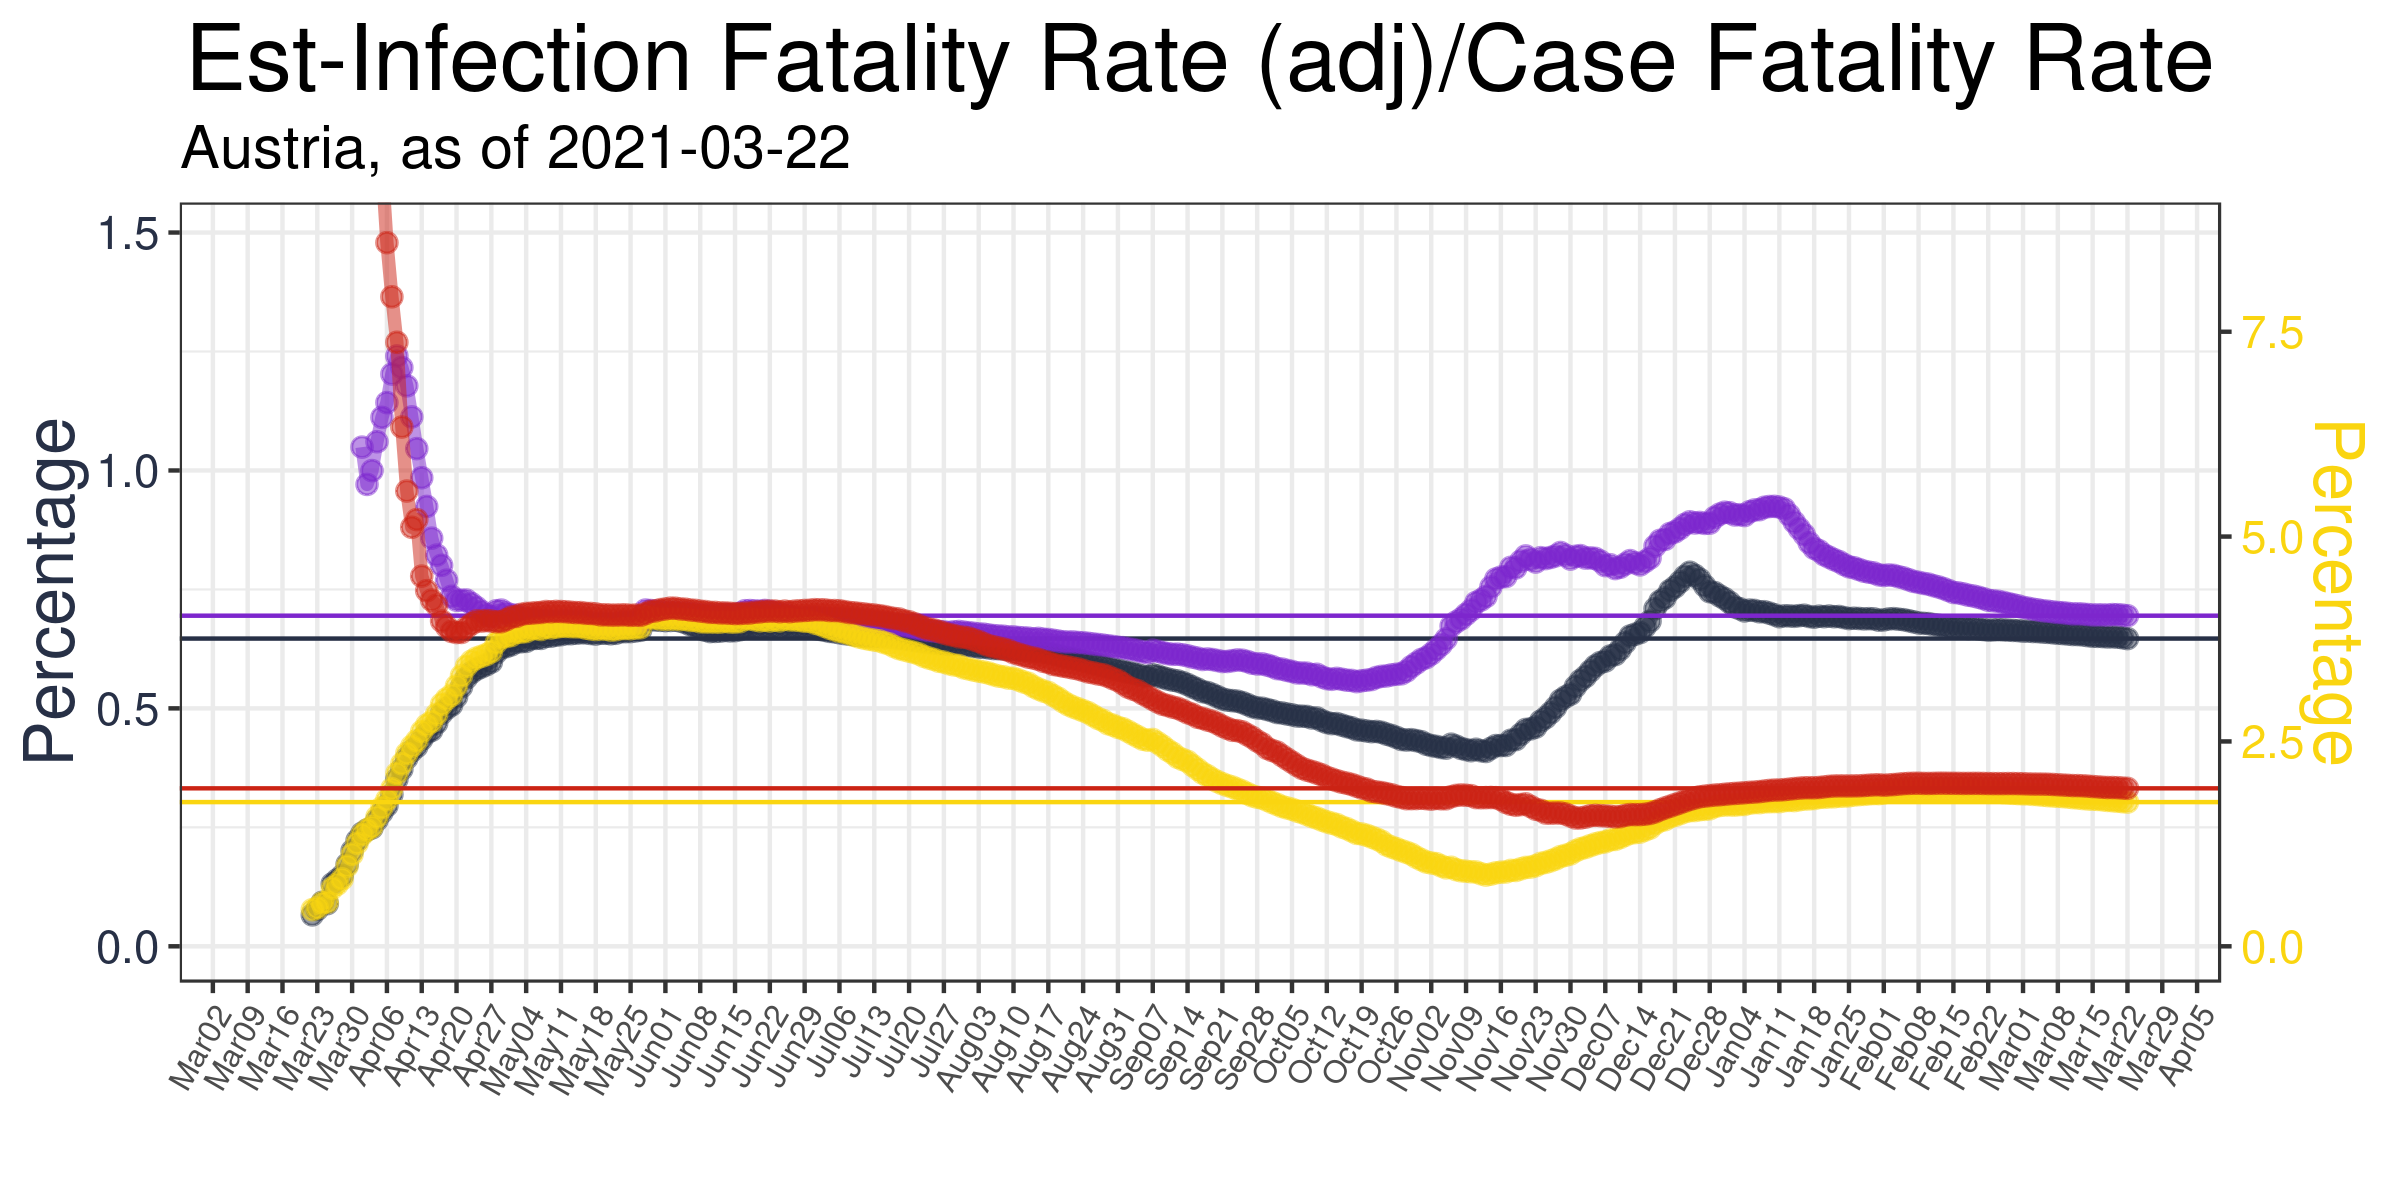 Est-Infection Fatality Rate (adj)/Case Fatality Rate
Austria, as of 2021-03-22
Percentage
1.5
1.0
0.5
0.0
7.5
5.0
2.5
0.0
Percentage
Mar02
Mar09
Mar16
Mar23
Mar30
Apr06
Apr13
Apr20
Apr27
May04
May11
May18
May25
Jun01
Jun08
Jun15
Jun22
Jun29
Jul06
Jul13
Jul20
Jul27
Aug03
Aug10
Aug17
Aug24
Aug31
Sep07
Sep14
Sep21
Sep28
Oct05
Oct12
Oct19
Oct26
Nov02
Nov09
Nov16
Nov23
Nov30
Dec07
Dec14
Dec21
Dec28
Jan04
Jan11
Jan18
Jan25
Feb01
Feb08
Feb15
Feb22
Mar01
Mar08
Mar15
Mar22
Mar29
Apr05